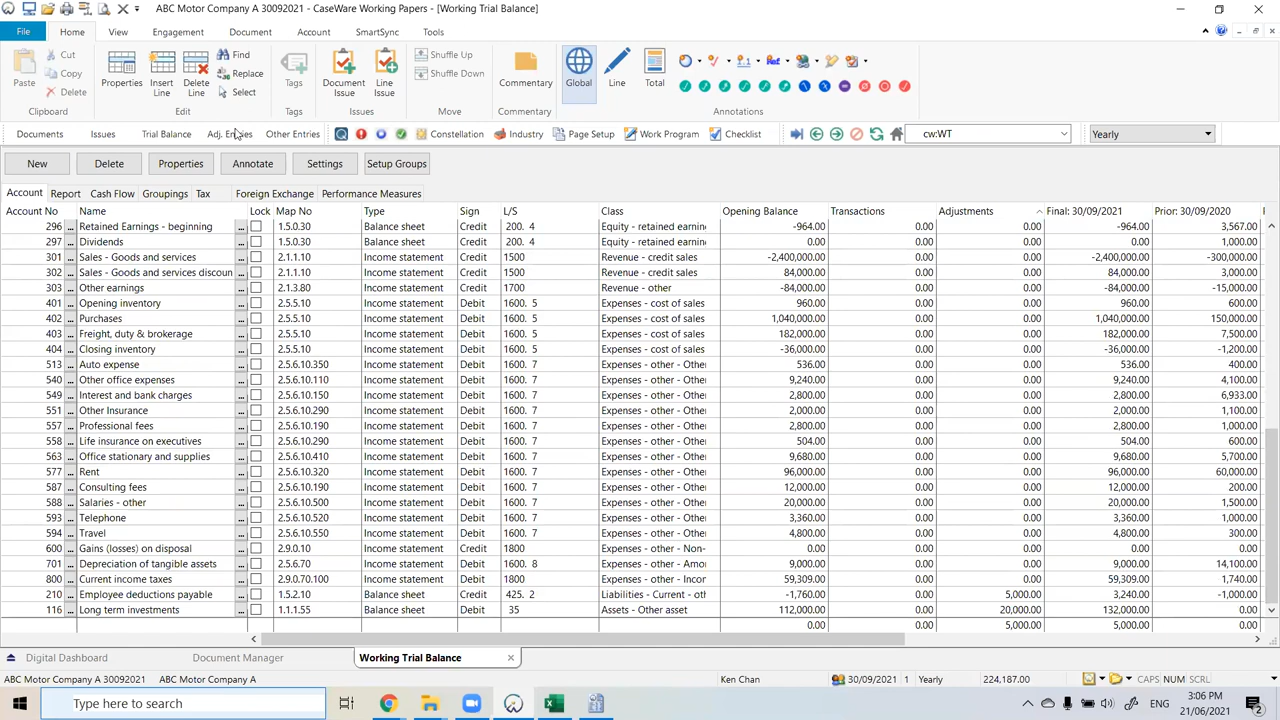 ABC Motor Company A 30092021 - CaseWare Working Papers - [Working Trial Balance]
File Home View Engagement Document Account SmartSync Tools
Cut Find Shuffle Up
Copy Replace Shuffle Down
Delete Select
Paste Properties Insert Line Delete Line Tags Document Issue Line Issue Commentary Global Line Total
Clipboard Edit Tags Issues Move Commentary Annotations
Documents Issues Trial Balance Adj. Entries Other Entries Constellation Industry Page Setup Work Program Checklist cw:WT Yearly
New Delete Properties Annotate Settings Setup Groups
Account Report Cash Flow Groupings Tax Foreign Exchange Performance Measures
Account No Name Lock Map No Type Sign L/S Class Opening Balance Transactions Adjustments Final: 30/09/2021 Prior: 30/09/2020
296 ... Retained Earnings - beginning ... 1.5.0.30 Balance sheet Credit 200. 4 Equity - retained earnin -964.00 0.00 0.00 -964.00 3,567.00
297 ... Dividends ... 1.5.0.30 Balance sheet Credit 200. 4 Equity - retained earnin 0.00 0.00 0.00 0.00 1,000.00
301 ... Sales - Goods and services ... 2.1.1.10 Income statement Credit 1500 Revenue - credit sales -2,400,000.00 0.00 0.00 -2,400,000.00 -300,000.00
302 ... Sales - Goods and services discoun ... 2.1.1.10 Income statement Credit 1500 Revenue - credit sales 84,000.00 0.00 0.00 84,000.00 3,000.00
303 ... Other earnings ... 2.1.3.80 Income statement Credit 1700 Revenue - other -84,000.00 0.00 0.00 -84,000.00 -15,000.00
401 ... Opening inventory ... 2.5.5.10 Income statement Debit 1600. 5 Expenses - cost of sales 960.00 0.00 0.00 960.00 600.00
402 ... Purchases ... 2.5.5.10 Income statement Debit 1600. 5 Expenses - cost of sales 1,040,000.00 0.00 0.00 1,040,000.00 150,000.00
403 ... Freight, duty & brokerage ... 2.5.5.10 Income statement Debit 1600. 5 Expenses - cost of sales 182,000.00 0.00 0.00 182,000.00 7,500.00
404 ... Closing inventory ... 2.5.5.10 Income statement Debit 1600. 5 Expenses - cost of sales -36,000.00 0.00 0.00 -36,000.00 -1,200.00
513 ... Auto expense ... 2.5.6.10.350 Income statement Debit 1600. 7 Expenses - other - Other 536.00 0.00 0.00 536.00 400.00
540 ... Other office expenses ... 2.5.6.10.110 Income statement Debit 1600. 7 Expenses - other - Other 9,240.00 0.00 0.00 9,240.00 4,100.00
549 ... Interest and bank charges ... 2.5.6.10.150 Income statement Debit 1600. 7 Expenses - other - Other 2,800.00 0.00 0.00 2,800.00 6,933.00
551 ... Other Insurance ... 2.5.6.10.290 Income statement Debit 1600. 7 Expenses - other - Other 2,000.00 0.00 0.00 2,000.00 1,100.00
557 ... Professional fees ... 2.5.6.10.190 Income statement Debit 1600. 7 Expenses - other - Other 2,800.00 0.00 0.00 2,800.00 1,000.00
558 ... Life insurance on executives ... 2.5.6.10.290 Income statement Debit 1600. 7 Expenses - other - Other 504.00 0.00 0.00 504.00 600.00
563 ... Office stationary and supplies ... 2.5.6.10.410 Income statement Debit 1600. 7 Expenses - other - Other 9,680.00 0.00 0.00 9,680.00 5,700.00
577 ... Rent ... 2.5.6.10.320 Income statement Debit 1600. 7 Expenses - other - Other 96,000.00 0.00 0.00 96,000.00 60,000.00
587 ... Consulting fees ... 2.5.6.10.190 Income statement Debit 1600. 7 Expenses - other - Other 12,000.00 0.00 0.00 12,000.00 200.00
588 ... Salaries - other ... 2.5.6.10.500 Income statement Debit 1600. 7 Expenses - other - Other 20,000.00 0.00 0.00 20,000.00 1,500.00
593 ... Telephone ... 2.5.6.10.520 Income statement Debit 1600. 7 Expenses - other - Other 3,360.00 0.00 0.00 3,360.00 1,000.00
594 ... Travel ... 2.5.6.10.550 Income statement Debit 1600. 7 Expenses - other - Other 4,800.00 0.00 0.00 4,800.00 300.00
600 ... Gains (losses) on disposal ... 2.9.0.10 Income statement Credit 1800 Expenses - other - Non- 0.00 0.00 0.00 0.00 0.00
701 ... Depreciation of tangible assets ... 2.5.6.70 Income statement Debit 1600. 8 Expenses - other - Amo 9,000.00 0.00 0.00 9,000.00 14,100.00
800 ... Current income taxes ... 2.9.0.70.100 Income statement Debit 1800 Expenses - other - Incor 59,309.00 0.00 0.00 59,309.00 1,740.00
210 ... Employee deductions payable ... 1.5.2.10 Balance sheet Credit 425. 2 Liabilities - Current - oth -1,760.00 0.00 5,000.00 3,240.00 -1,000.00
116 ... Long term investments ... 1.1.1.55 Balance sheet Debit 35 Assets - Other asset 112,000.00 0.00 20,000.00 132,000.00 0.00
0.00 0.00 5,000.00 5,000.00 0.00
Digital Dashboard Document Manager Working Trial Balance
ABC Motor Company A 30092021 ABC Motor Company A Ken Chan 30/09/2021 1 Yearly 224,187.00 CAPS NUM SCRL
Type here to search ENG 3:06 PM
21/06/2021 2